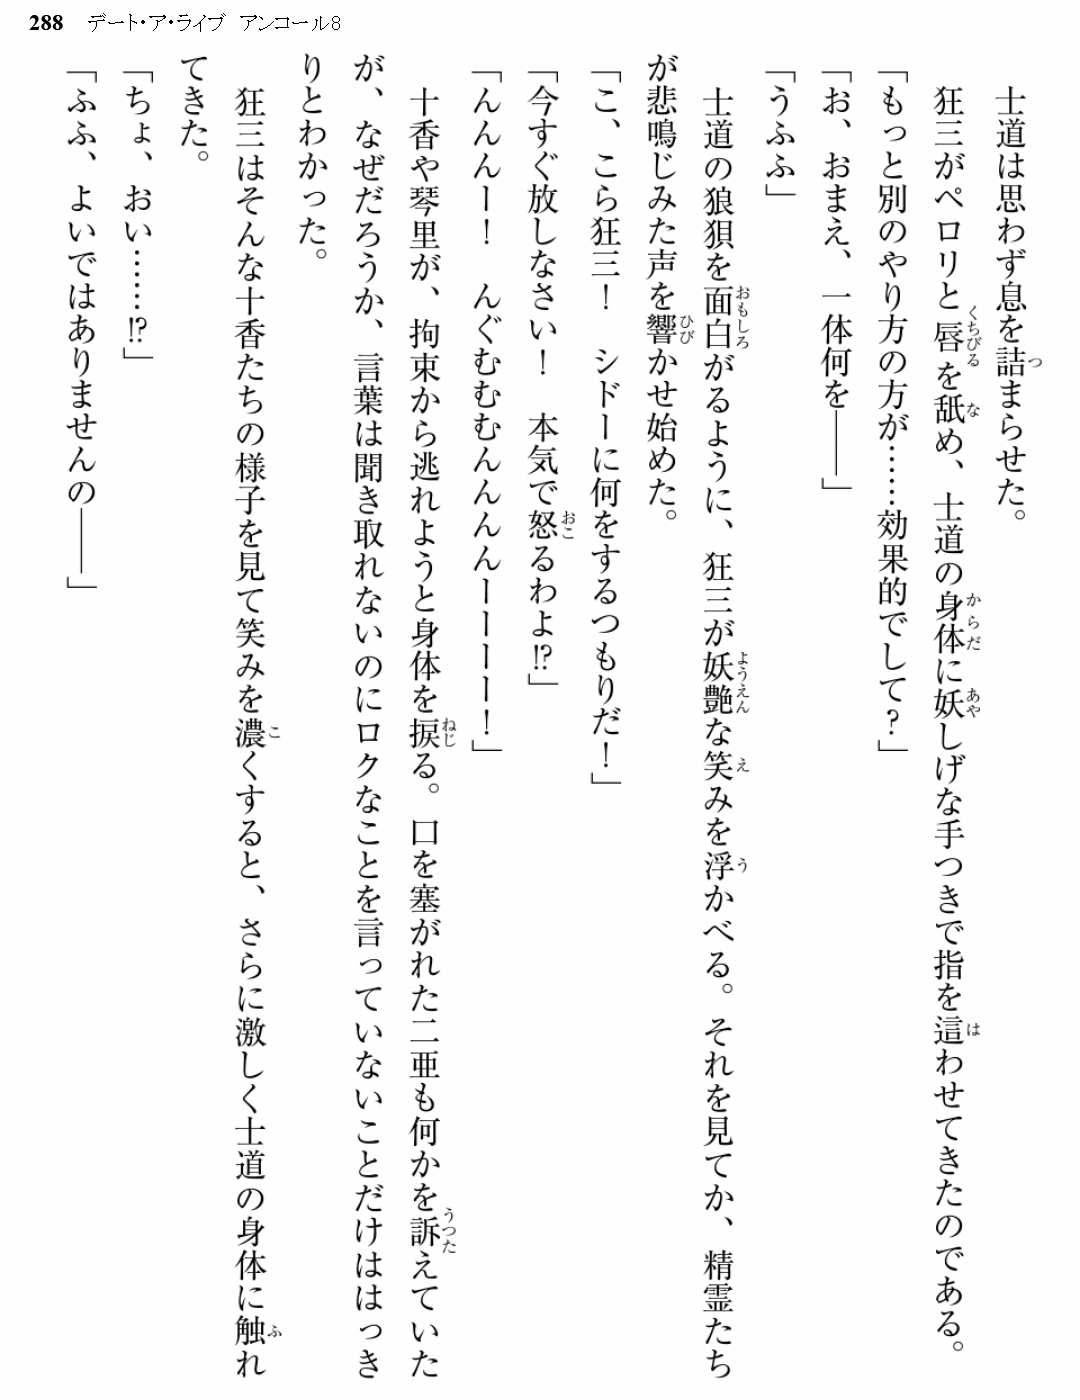 288 デート・ア・ライブ アンコール8
士道は思わず息を詰まらせた。
狂三がペロリと唇を舐め、士道の身体に妖しげな手つきで指を這わせてきたのである。
「もっと別のやり方の方が……効果的でして?」
「お、おまえ、一体何を――」
「うふふ」
士道の狼狽を面白がるように、狂三が妖艶な笑みを浮かべる。それを見てか、精霊たち
が悲鳴じみた声を響かせ始めた。
「こ、こら狂三! シドーに何をするつもりだ!」
「今すぐ放しなさい! 本気で怒るわよ!?」
「んんんー! んぐむむむんんんんーーーーー!」
十香や琴里が、拘束から逃れようと身体を捩る。口を塞がれた二亜も何かを訴えていた
が、なぜだろうか、言葉は聞き取れないのにロクなことを言っていないことだけははっき
りとわかった。
狂三はそんな十香たちの様子を見て笑みを濃くすると、さらに激しく士道の身体に触れ
てきた。
「ちょ、おい……!?」
「ふふ、よいではありませんの――」